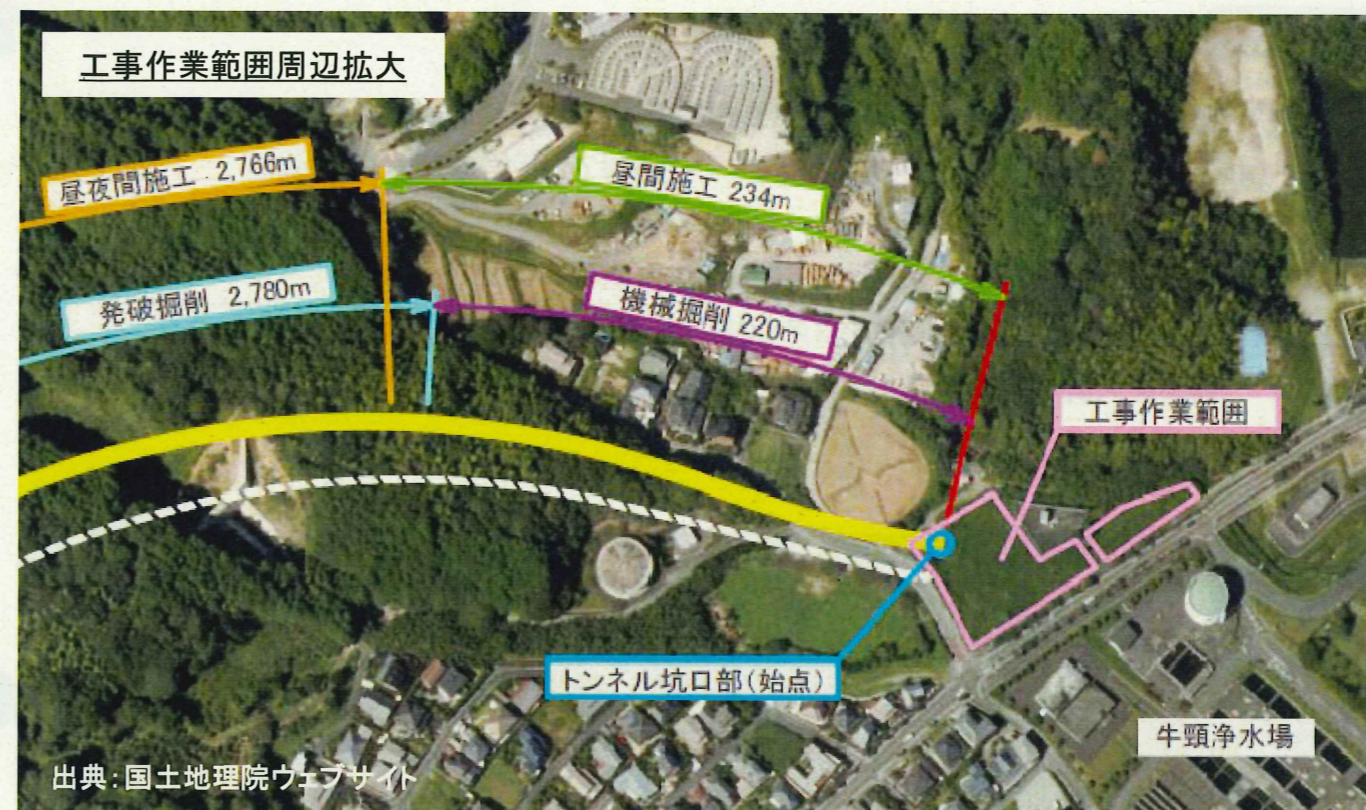 工事作業範囲周辺拡大
昼夜間施工 2,766m
昼間施工 234m
発破掘削 2,780m
機械掘削 220m
工事作業範囲
トンネル坑口部(始点)
牛頸浄水場
出典:国土地理院ウェブサイト